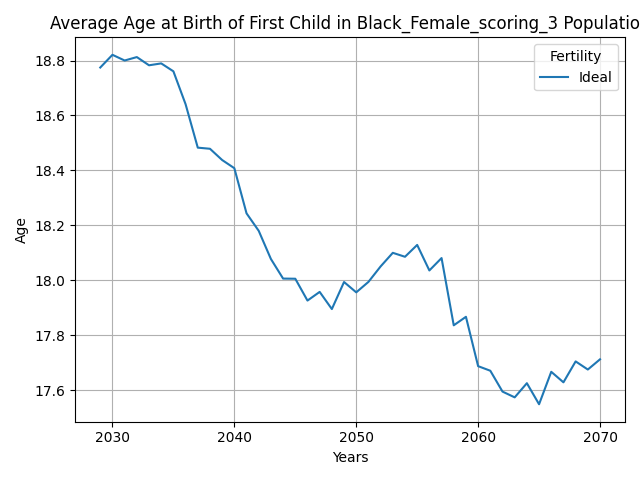 Average Age at Birth of First Child in Black_Female_scoring_3 Populatio
Fertility
Ideal
18.8
18.6
18.4
18.2
18.0
17.8
17.6
Age
2030 2040 2050 2060 2070
Years